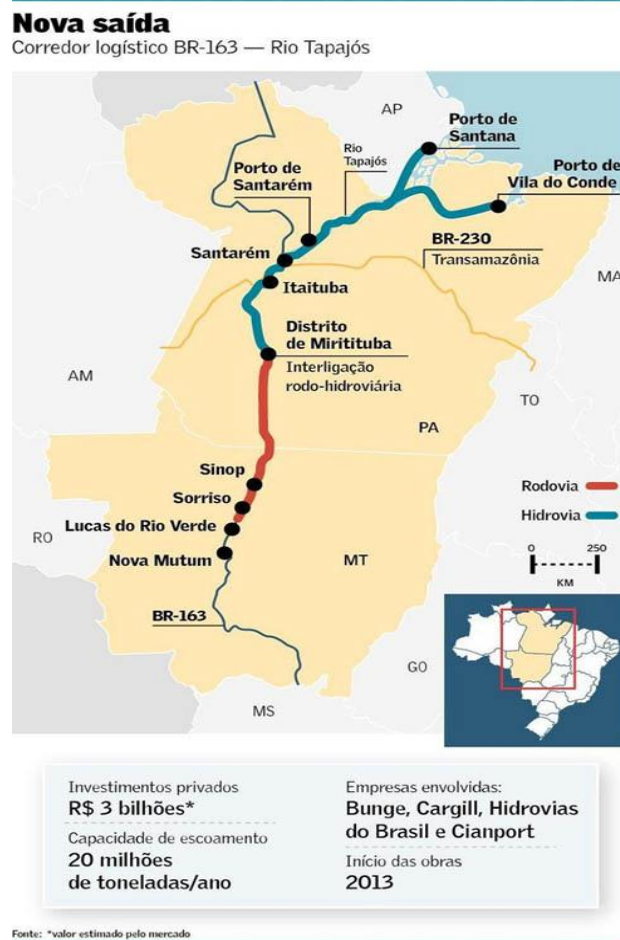 Nova saída
Corredor logístico BR-163 — Rio Tapajós
AP
Porto de
Santana
Rio
Tapajós
Porto de
Vila do Conde
Porto de
Santarém
BR-230
Transamazônia
Santarém
MA
Itaituba
Distrito
de Miritituba
Interligação
rodo-hidroviária
AM
TO
PA
Sinop
Rodovia
Sorriso
Hidrovia
Lucas do Rio Verde
RO
0 250
KM
Nova Mutum
MT
BR-163
GO
MS
Investimentos privados
R$ 3 bilhões*
Capacidade de escoamento
20 milhões
de toneladas/ano
Empresas envolvidas:
Bunge, Cargill, Hidrovias
do Brasil e Cianport
Início das obras
2013
Fonte: *valor estimado pelo mercado